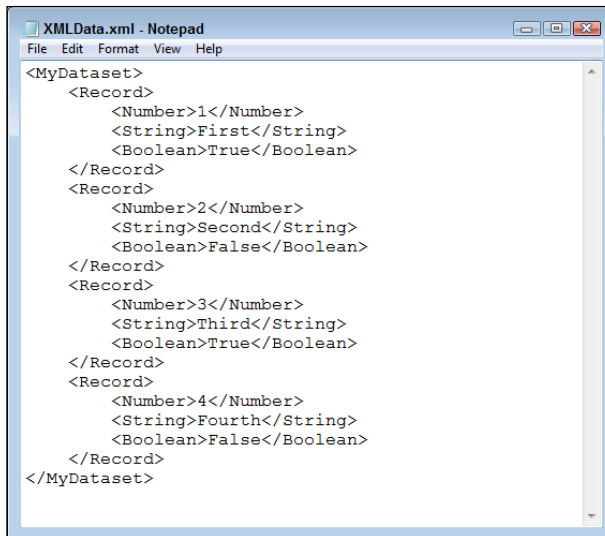 XMLData.xml - Notepad
File Edit Format View Help
<MyDataset>
    <Record>
        <Number>1</Number>
        <String>First</String>
        <Boolean>True</Boolean>
    </Record>
    <Record>
        <Number>2</Number>
        <String>Second</String>
        <Boolean>False</Boolean>
    </Record>
    <Record>
        <Number>3</Number>
        <String>Third</String>
        <Boolean>True</Boolean>
    </Record>
    <Record>
        <Number>4</Number>
        <String>Fourth</String>
        <Boolean>False</Boolean>
    </Record>
</MyDataset>